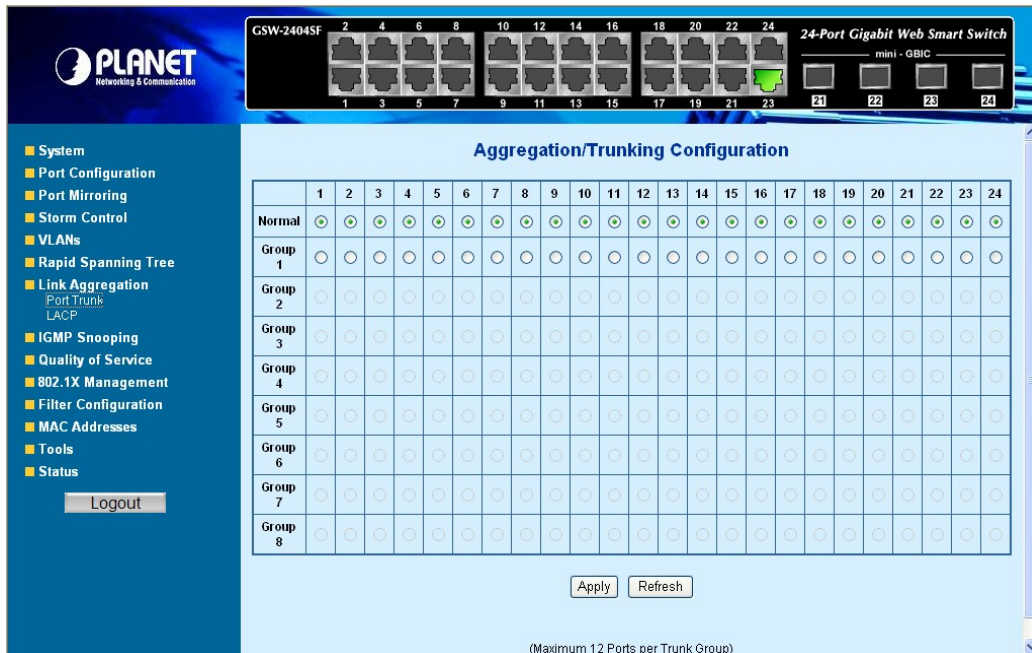 GSW-2404SF
2 4 6 8 10 12 14 16 18 20 22 24
24-Port Gigabit Web Smart Switch
mini - GBIC
PLANET
Networking & Communication
1 3 5 7 9 11 13 15 17 19 21 23
21 22 23 24
System
Port Configuration
Port Mirroring
Storm Control
VLANs
Rapid Spanning Tree
Link Aggregation
Port Trunk
LACP
IGMP Snooping
Quality of Service
802.1X Management
Filter Configuration
MAC Addresses
Tools
Status
Logout
Aggregation/Trunking Configuration
1 2 3 4 5 6 7 8 9 10 11 12 13 14 15 16 17 18 19 20 21 22 23 24
Normal
Group
1
Group
2
Group
3
Group
4
Group
5
Group
6
Group
7
Group
8
Apply Refresh
(Maximum 12 Ports per Trunk Group)